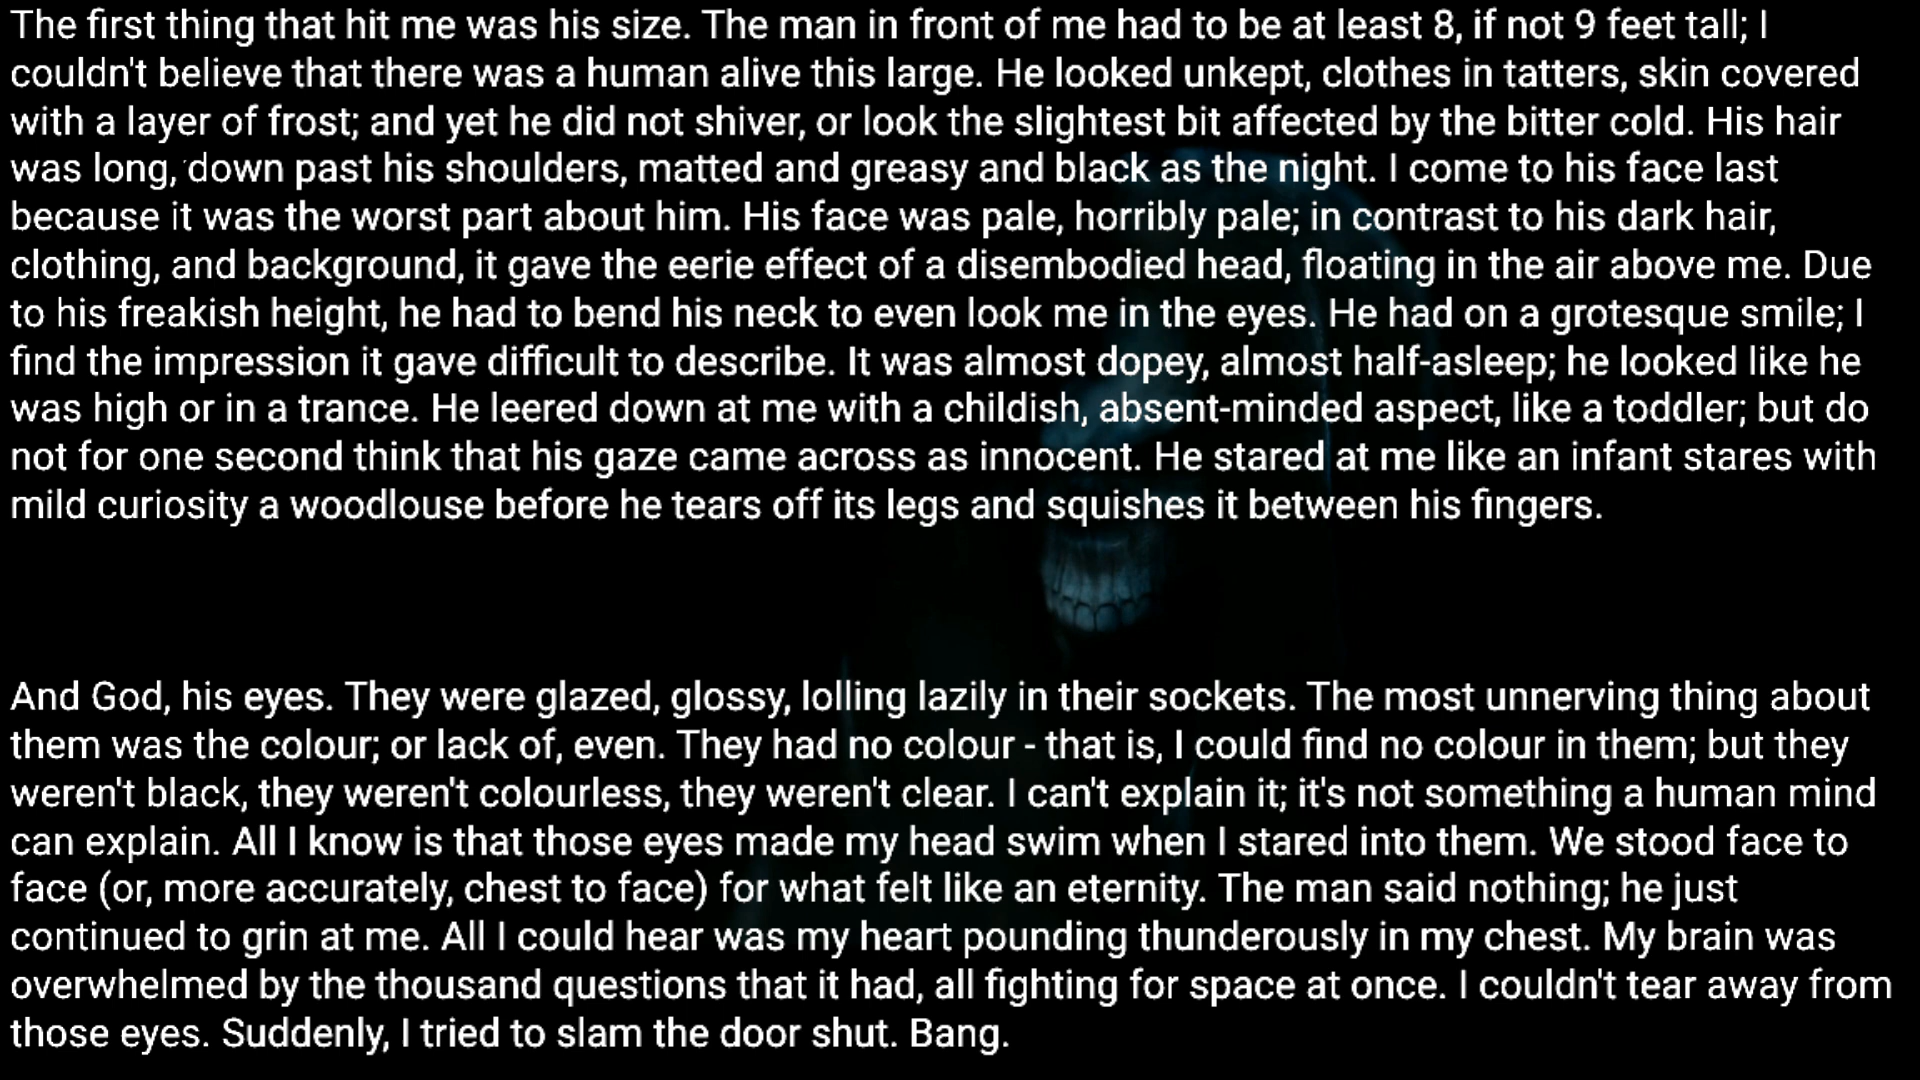 The first thing that hit me was his size. The man in front of me had to be at least 8, if not 9 feet tall; I
couldn't believe that there was a human alive this large. He looked unkept, clothes in tatters, skin covered
with a layer of frost; and yet he did not shiver, or look the slightest bit affected by the bitter cold. His hair
was long, down past his shoulders, matted and greasy and black as the night. I come to his face last
because it was the worst part about him. His face was pale, horribly pale; in contrast to his dark hair,
clothing, and background, it gave the eerie effect of a disembodied head, floating in the air above me. Due
to his freakish height, he had to bend his neck to even look me in the eyes. He had on a grotesque smile; I
find the impression it gave difficult to describe. It was almost dopey, almost half-asleep; he looked like he
was high or in a trance. He leered down at me with a childish, absent-minded aspect, like a toddler; but do
not for one second think that his gaze came across as innocent. He stared at me like an infant stares with
mild curiosity a woodlouse before he tears off its legs and squishes it between his fingers.
And God, his eyes. They were glazed, glossy, lolling lazily in their sockets. The most unnerving thing about
them was the colour; or lack of, even. They had no colour - that is, I could find no colour in them; but they
weren't black, they weren't colourless, they weren't clear. I can't explain it; it's not something a human mind
can explain. All I know is that those eyes made my head swim when I stared into them. We stood face to
face (or, more accurately, chest to face) for what felt like an eternity. The man said nothing; he just
continued to grin at me. All I could hear was my heart pounding thunderously in my chest. My brain was
overwhelmed by the thousand questions that it had, all fighting for space at once. I couldn't tear away from
those eyes. Suddenly, I tried to slam the door shut. Bang.